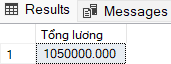 Results Messages
Tổng lương
1 1050000.000